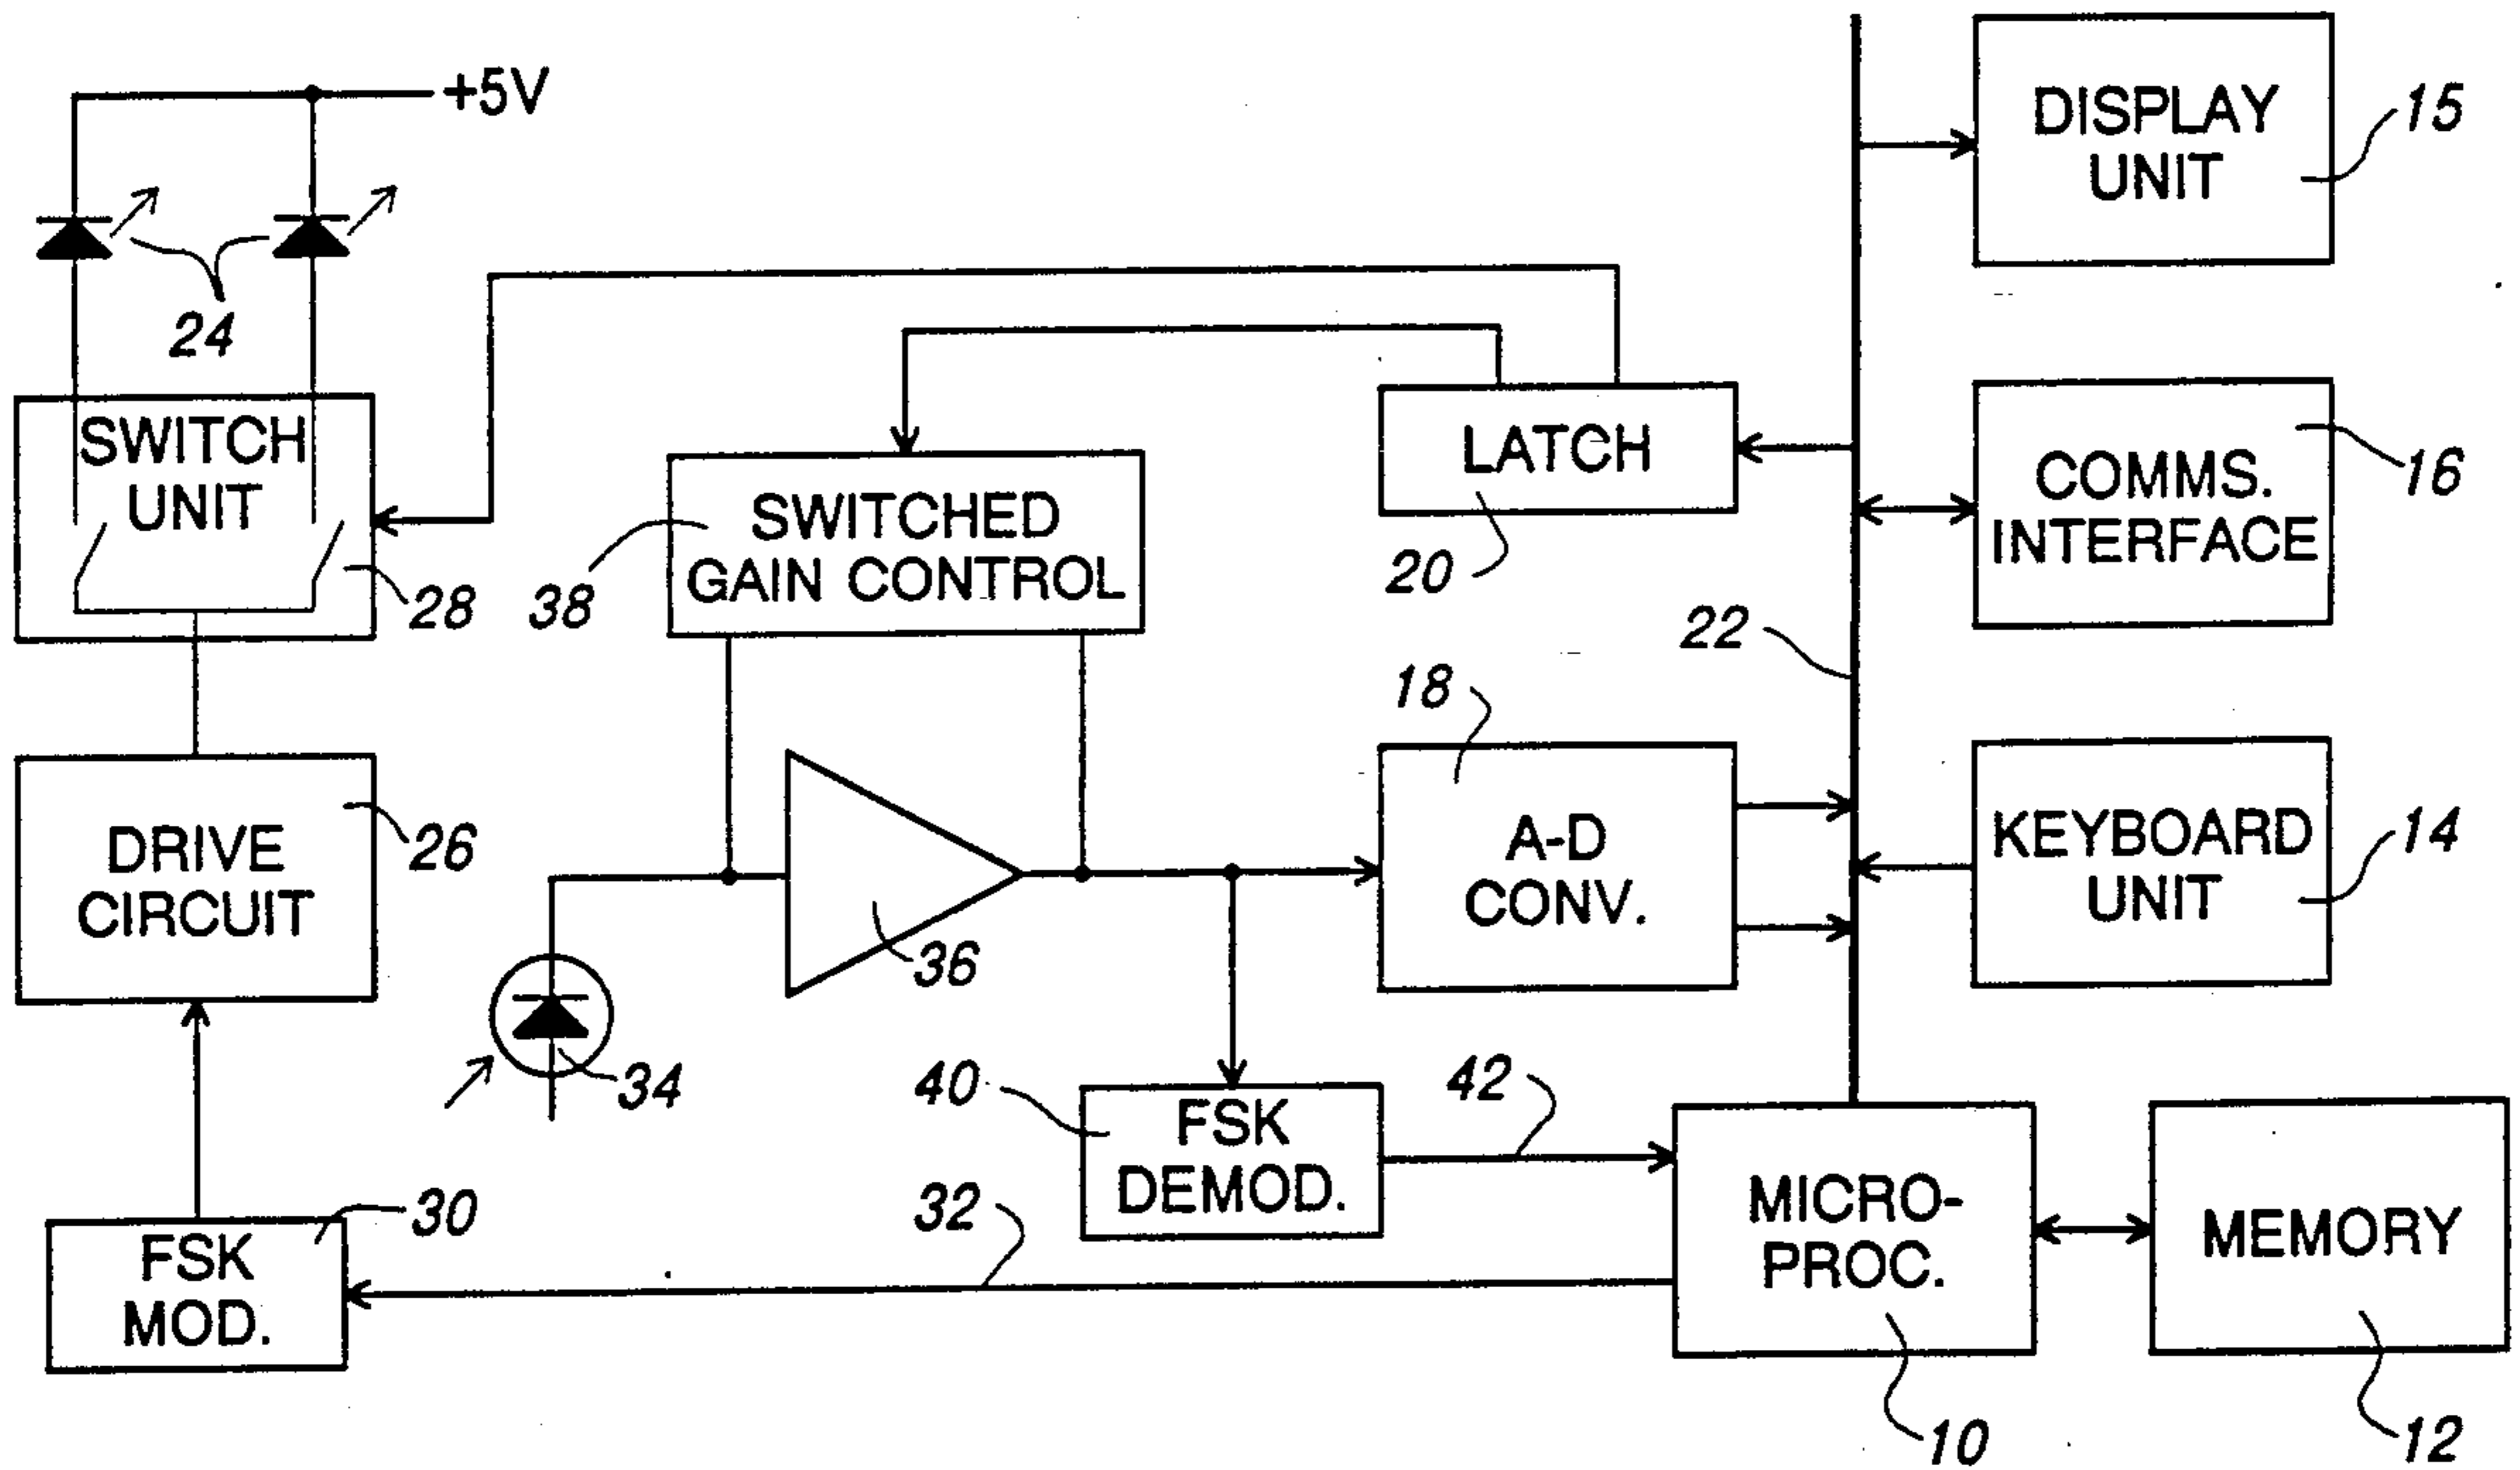 +5V
24
SWITCH
UNIT
28
DRIVE
CIRCUIT
26
FSK
MOD.
30
SWITCHED
GAIN CONTROL
38
36
34
LATCH
20
18
A-D
CONV.
40
FSK
DEMOD.
42
32
22
DISPLAY
UNIT
15
COMMS.
INTERFACE
16
KEYBOARD
UNIT
14
MICRO-
PROC.
10
MEMORY
12